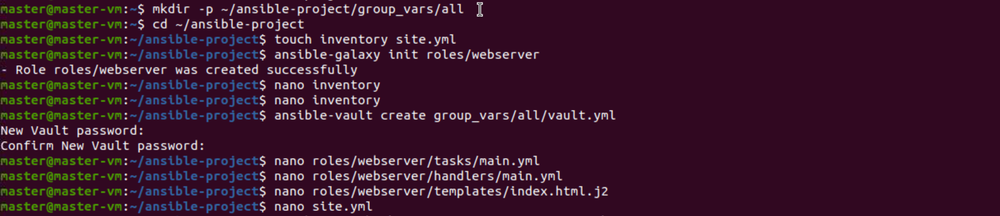 master@master-vm:~$ mkdir -p ~/ansible-project/group_vars/all
master@master-vm:~$ cd ~/ansible-project
master@master-vm:~/ansible-project$ touch inventory site.yml
master@master-vm:~/ansible-project$ ansible-galaxy init roles/webserver
- Role roles/webserver was created successfully
master@master-vm:~/ansible-project$ nano inventory
master@master-vm:~/ansible-project$ nano inventory
master@master-vm:~/ansible-project$ ansible-vault create group_vars/all/vault.yml
New Vault password:
Confirm New Vault password:
master@master-vm:~/ansible-project$ nano roles/webserver/tasks/main.yml
master@master-vm:~/ansible-project$ nano roles/webserver/handlers/main.yml
master@master-vm:~/ansible-project$ nano roles/webserver/templates/index.html.j2
master@master-vm:~/ansible-project$ nano site.yml